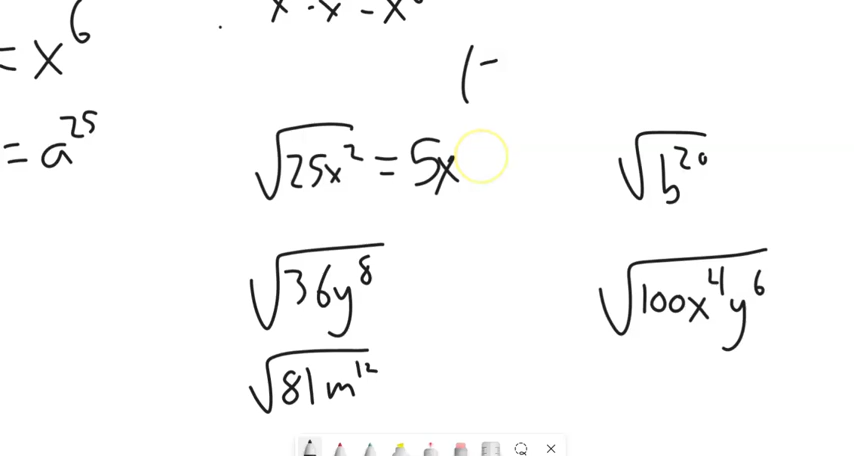 = x^6
= a^25
√25x^2 = 5x
√36y^8
√81m^12
√b^20
√100x^4y^6